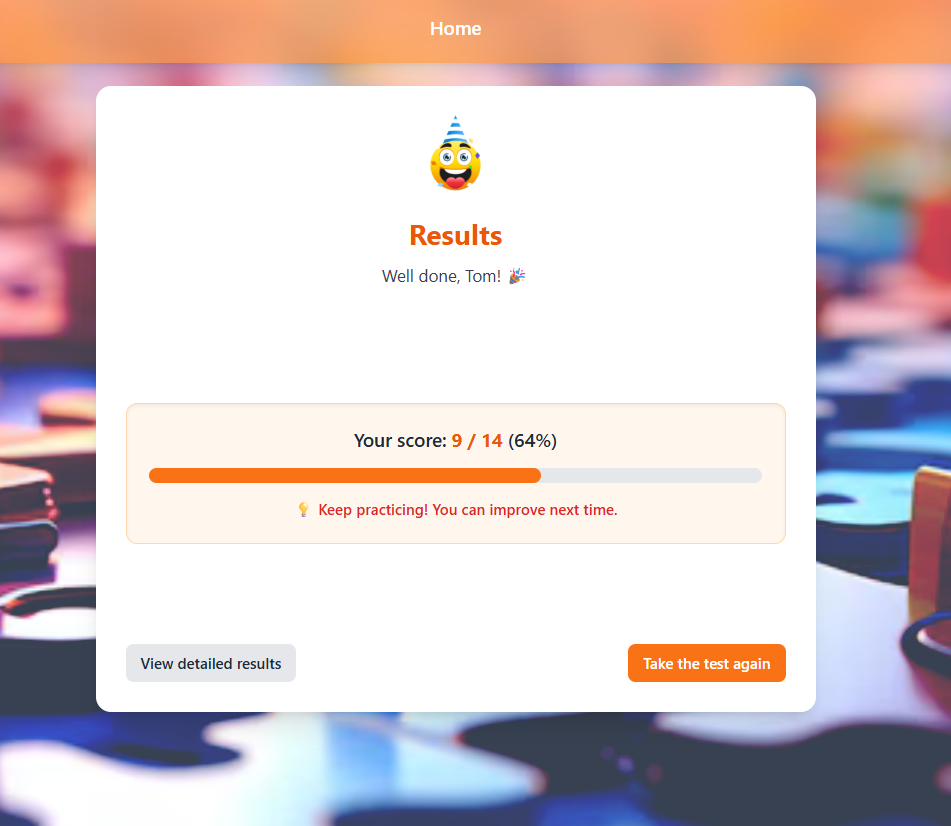 Home
Results
Well done, Tom! 🎉
Your score: 9 / 14 (64%)
💡 Keep practicing! You can improve next time.
View detailed results
Take the test again